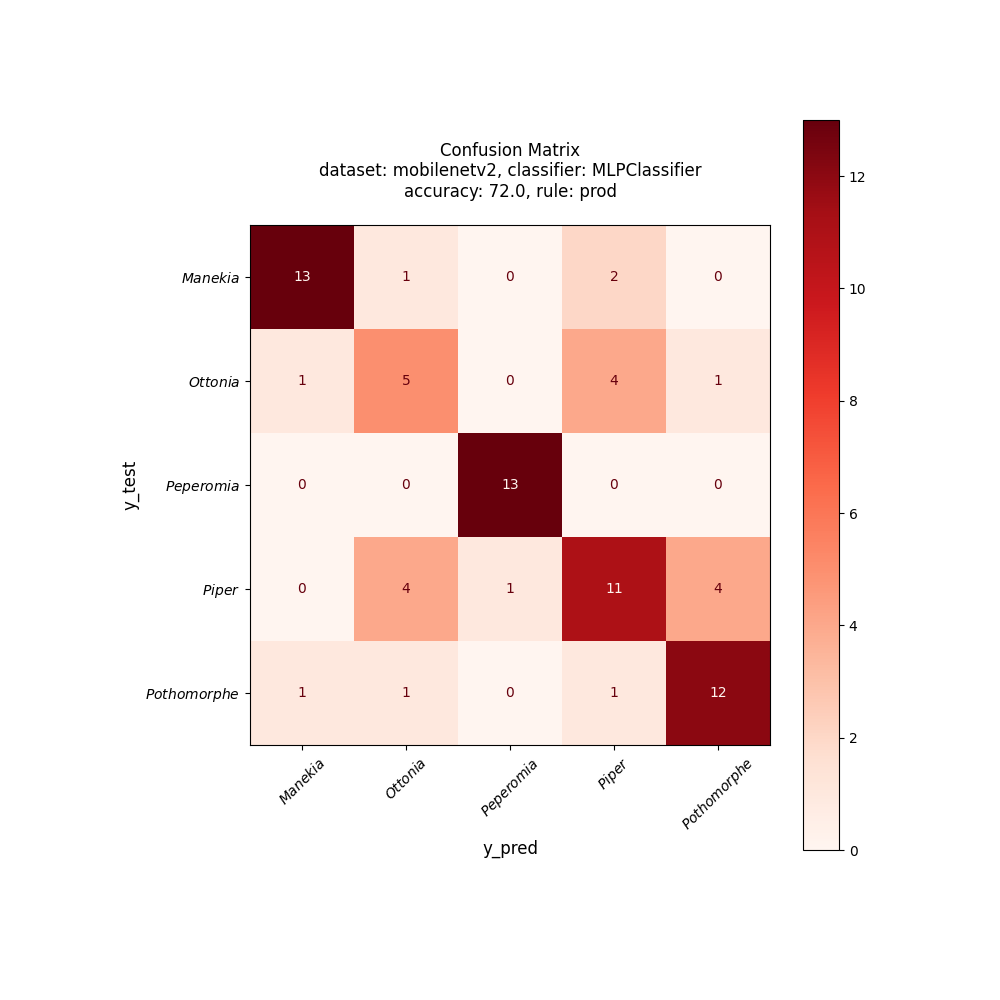 Confusion Matrix
dataset: mobilenetv2, classifier: MLPClassifier
accuracy: 72.0, rule: prod
y_test
Manekia 13 1 0 2 0
Ottonia 1 5 0 4 1
Peperomia 0 0 13 0 0
Piper 0 4 1 11 4
Pothomorphe 1 1 0 1 12
Manekia Ottonia Peperomia Piper Pothomorphe
y_pred
12
10
8
6
4
2
0